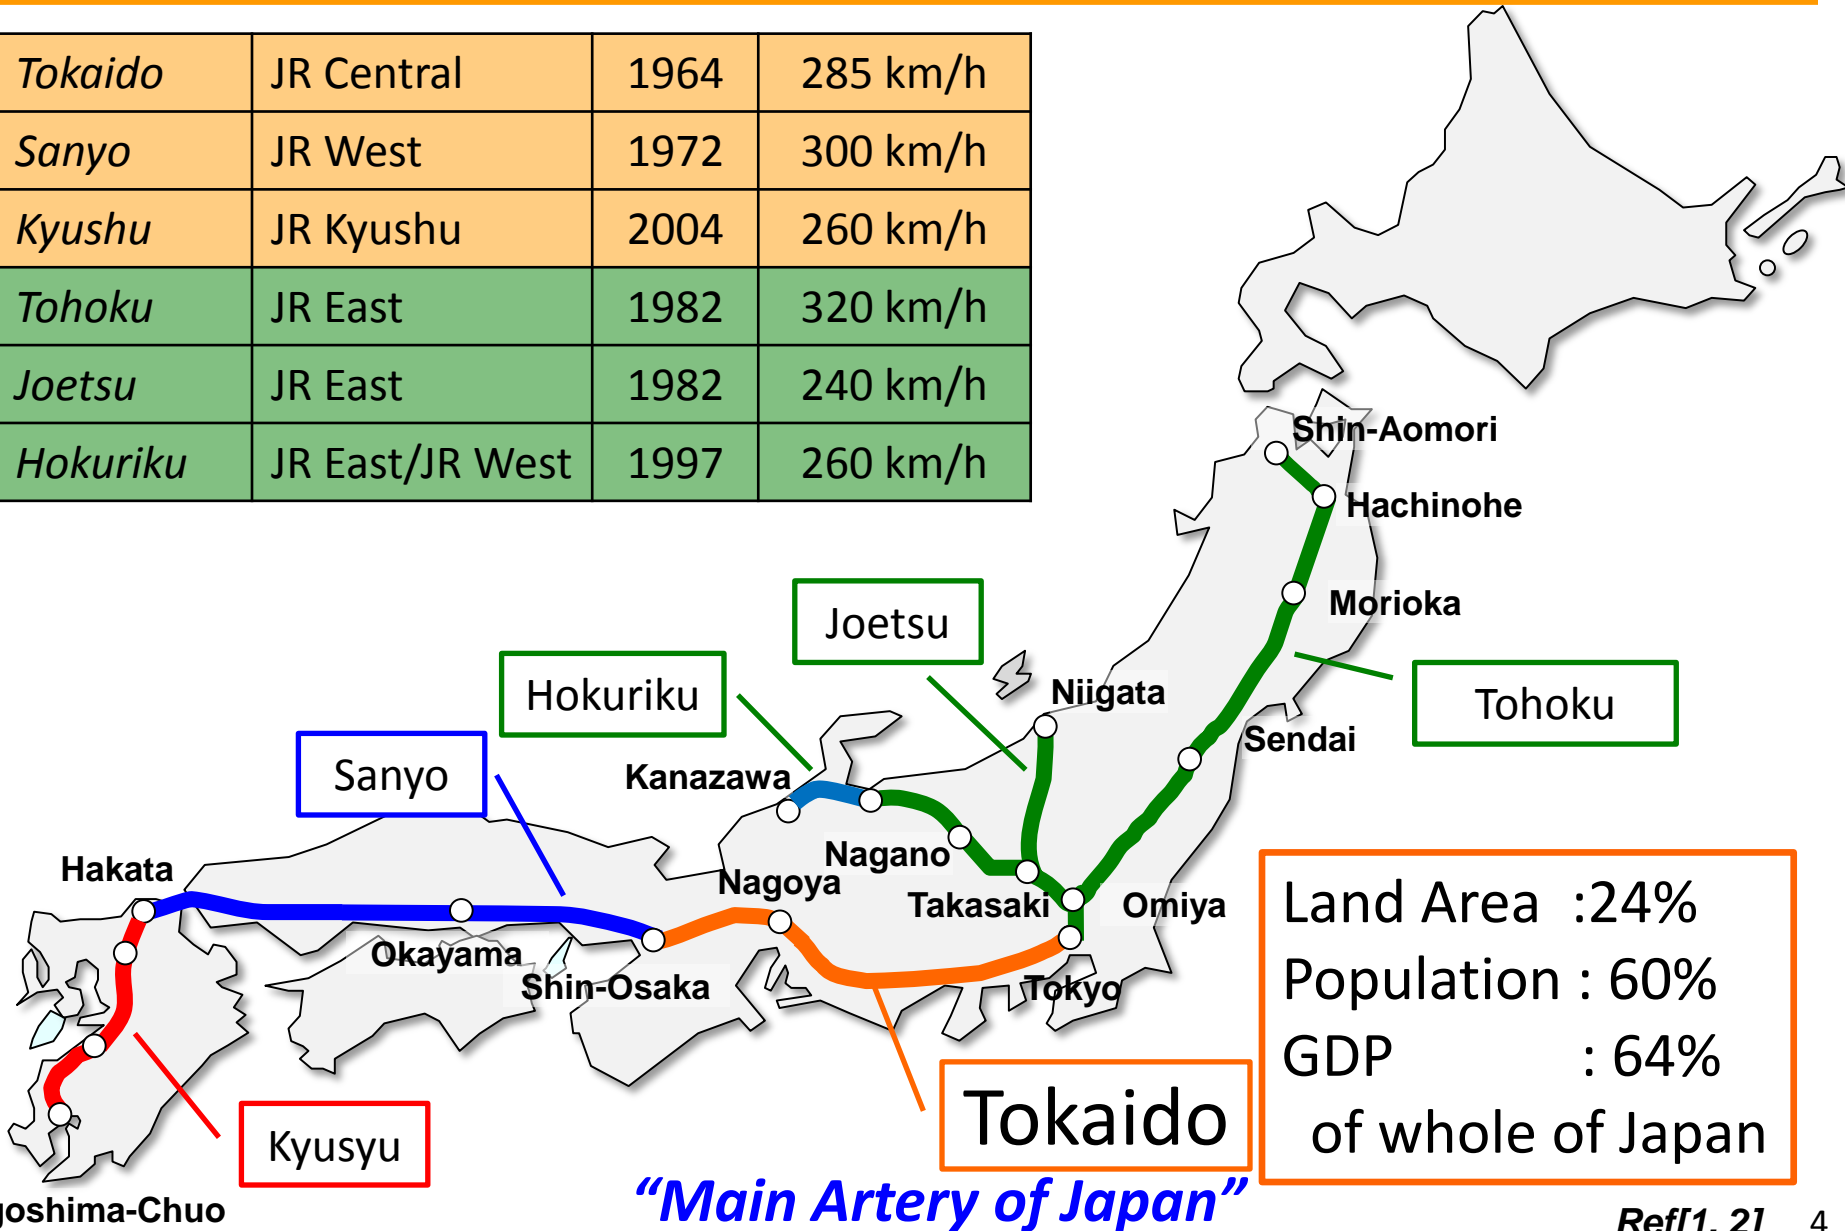 Tokaido JR Central 1964 285 km/h
Sanyo JR West 1972 300 km/h
Kyushu JR Kyushu 2004 260 km/h
Tohoku JR East 1982 320 km/h
Joetsu JR East 1982 240 km/h
Hokuriku JR East/JR West 1997 260 km/h
Shin-Aomori
Hachinohe
Morioka
Joetsu
Hokuriku
Niigata
Tohoku
Sendai
Sanyo
Kanazawa
Hakata
Nagano
Nagoya
Takasaki
Omiya
Okayama
Shin-Osaka
Tokyo
Land Area :24%
Population : 60%
GDP : 64%
of whole of Japan
Tokaido
Kyusyu
"Main Artery of Japan"
goshima-Chuo
Ref[1, 2] 4